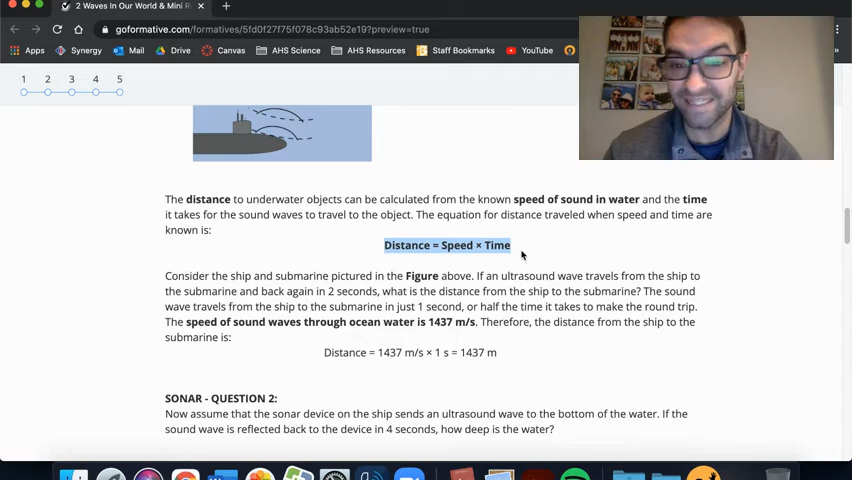 2 Waves In Our World & Mini R
goformative.com/formatives/5fd0f27f75f078c93ab52e19?preview=true
Apps Synergy Mail Drive Canvas AHS Science AHS Resources YouTube Staff Bookmarks
1 2 3 4 5
The distance to underwater objects can be calculated from the known speed of sound in water and the time
it takes for the sound waves to travel to the object. The equation for distance traveled when speed and time are
known is:
Distance = Speed × Time
Consider the ship and submarine pictured in the Figure above. If an ultrasound wave travels from the ship to
the submarine and back again in 2 seconds, what is the distance from the ship to the submarine? The sound
wave travels from the ship to the submarine in just 1 second, or half the time it takes to make the round trip.
The speed of sound waves through ocean water is 1437 m/s. Therefore, the distance from the ship to the
submarine is:
Distance = 1437 m/s × 1 s = 1437 m
SONAR - QUESTION 2:
Now assume that the sonar device on the ship sends an ultrasound wave to the bottom of the water. If the
sound wave is reflected back to the device in 4 seconds, how deep is the water?